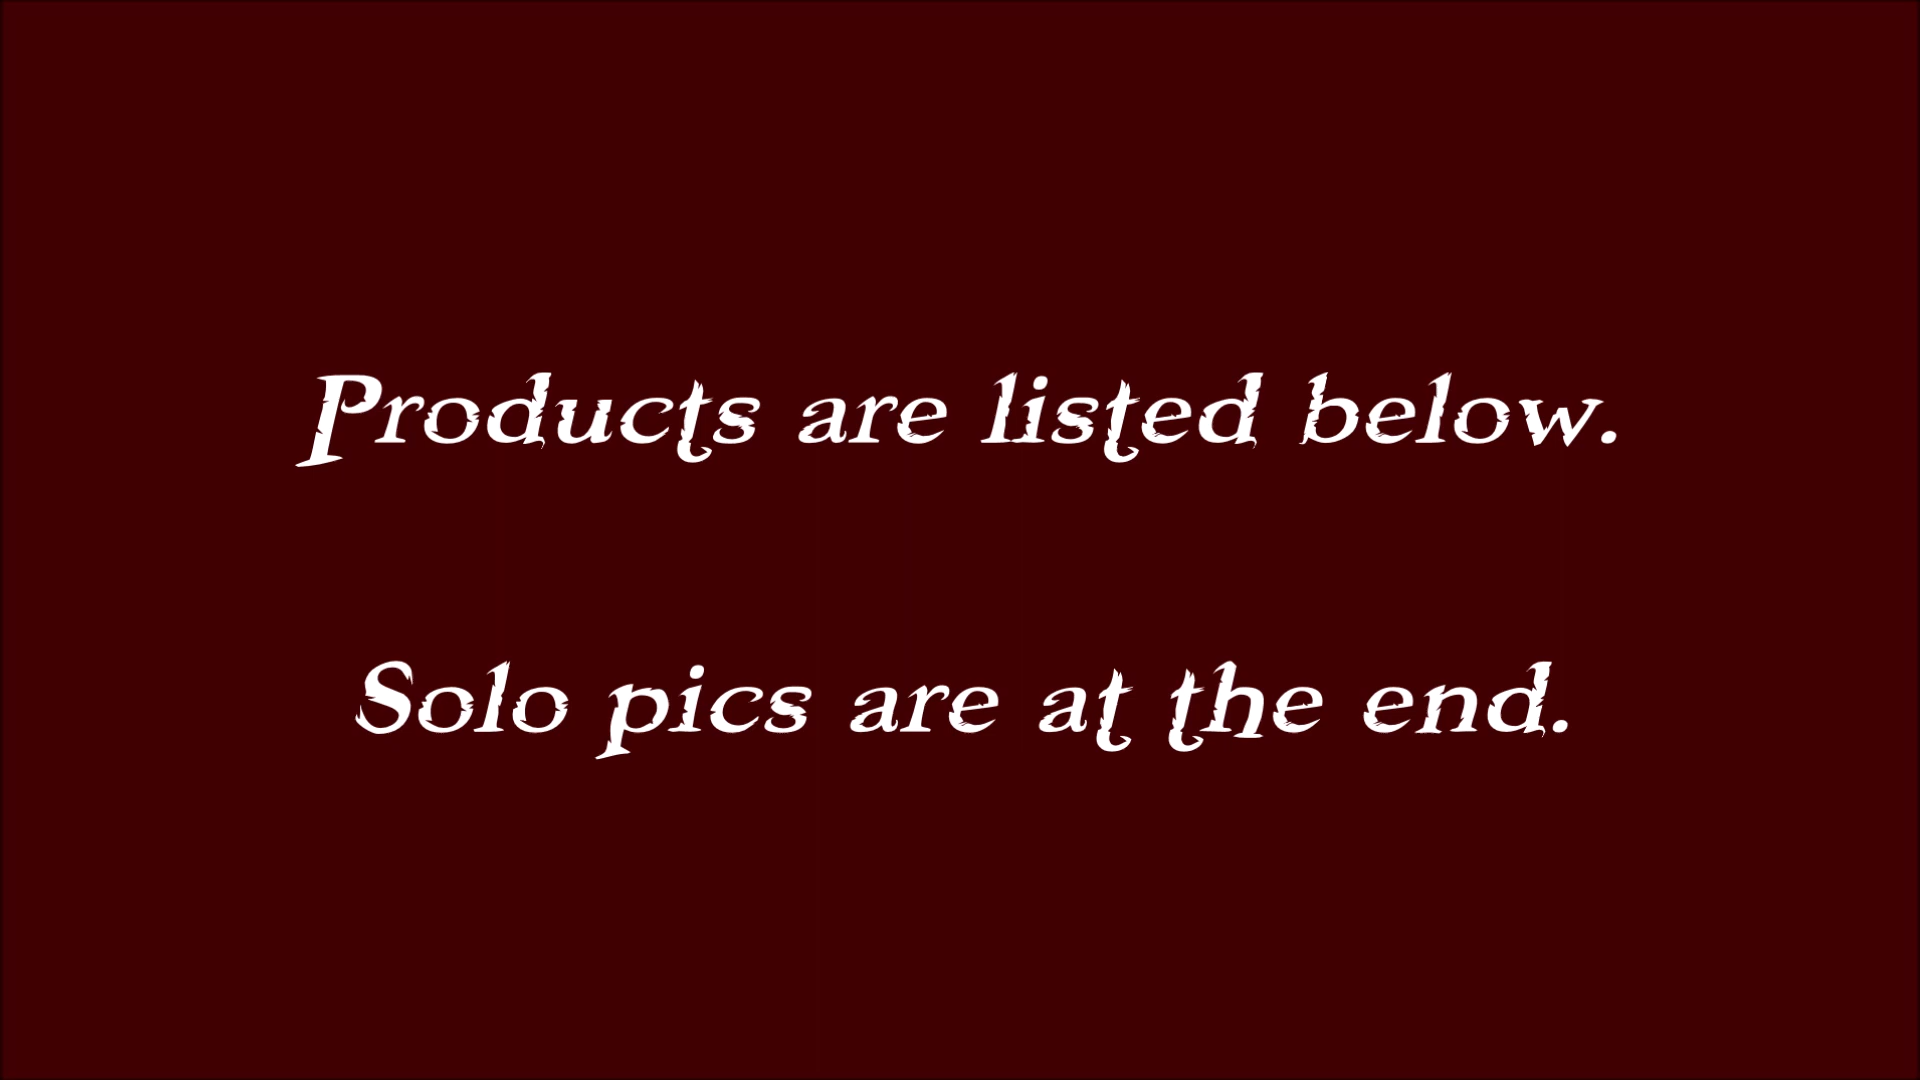 Products are listed below.
Solo pics are at the end.